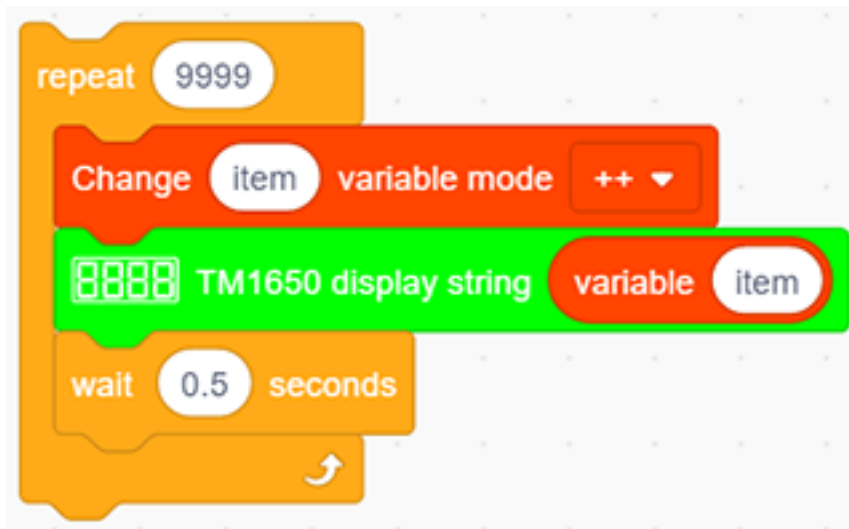 repeat 9999
Change item variable mode ++
8888 TM1650 display string variable item
wait 0.5 seconds